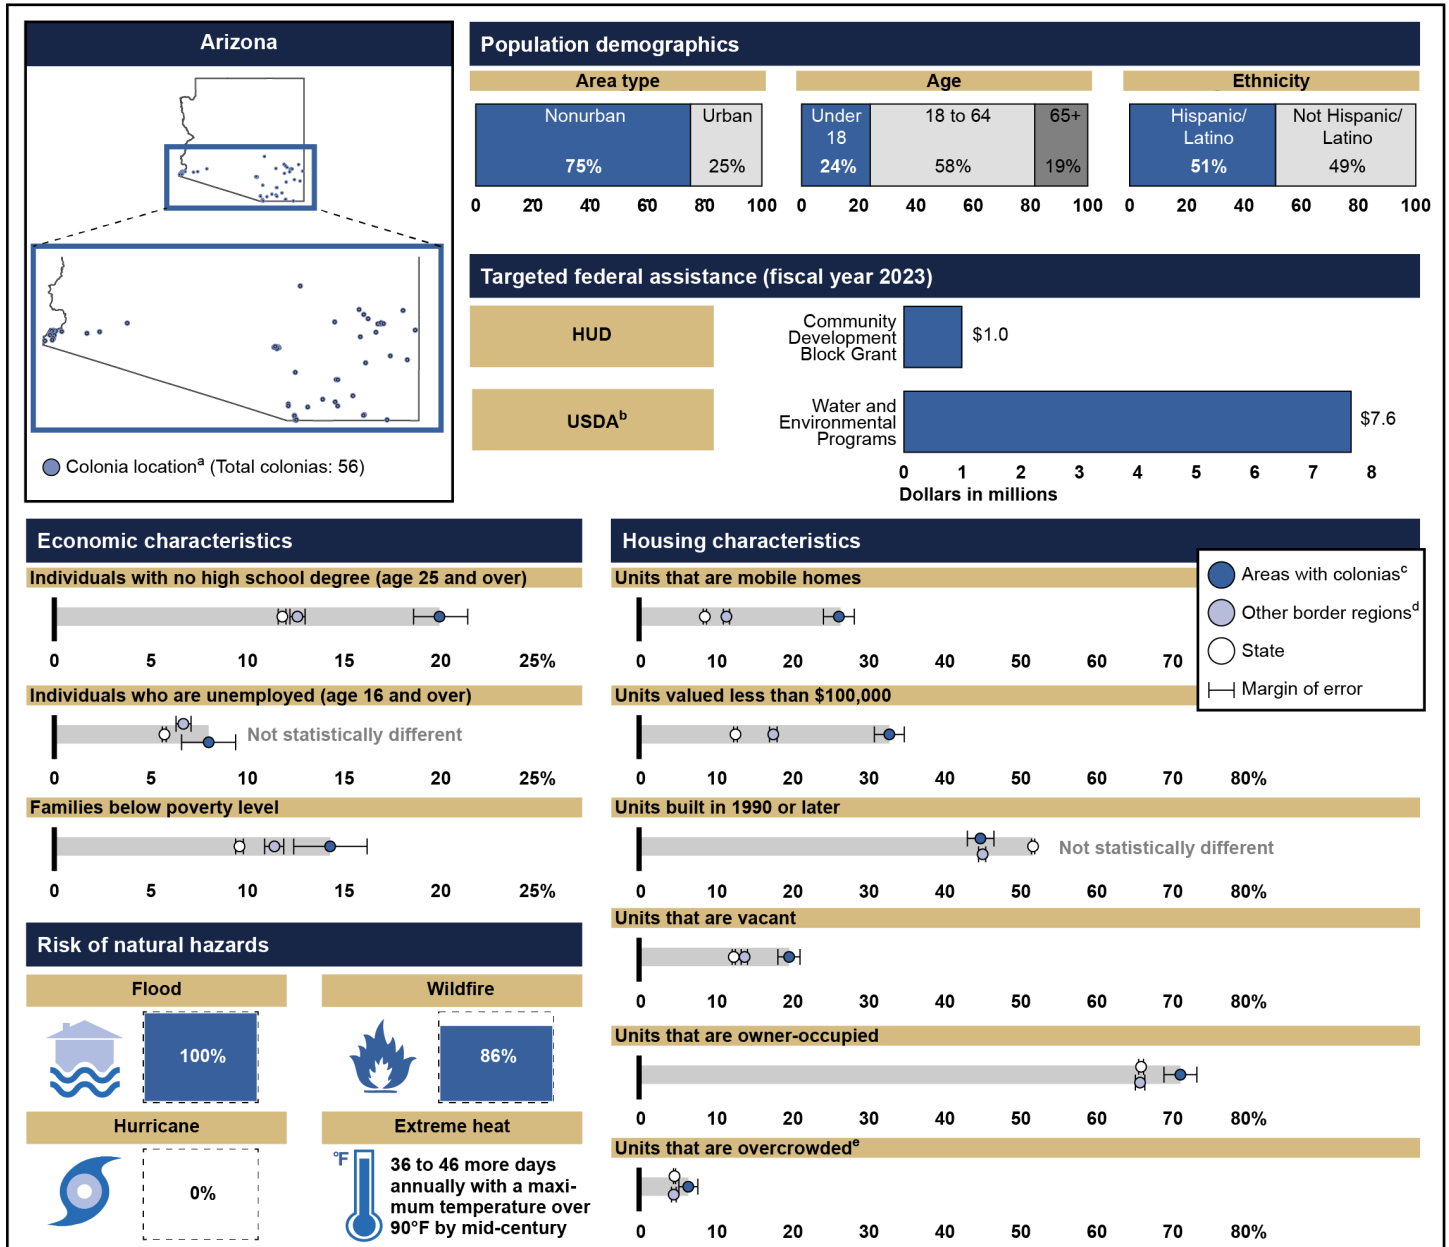 Arizona
Colonia locationa (Total colonias: 56)
Population demographics
Area type
Nonurban
75%
Urban
25%
0 20 40 60 80 100
Age
Under
18
24%
18 to 64
58%
65+
19%
0 20 40 60 80 100
Ethnicity
Hispanic/
Latino
51%
Not Hispanic/
Latino
49%
0 20 40 60 80 100
Targeted federal assistance (fiscal year 2023)
HUD
Community
Development
Block Grant
$1.0
USDAb
Water and
Environmental
Programs
$7.6
0 1 2 3 4 5 6 7 8
Dollars in millions
Economic characteristics
Individuals with no high school degree (age 25 and over)
0 5 10 15 20 25%
Individuals who are unemployed (age 16 and over)
Not statistically different
0 5 10 15 20 25%
Families below poverty level
0 5 10 15 20 25%
Risk of natural hazards
Flood
100%
Wildfire
86%
Hurricane
0%
Extreme heat
°F
36 to 46 more days
annually with a maxi-
mum temperature over
90°F by mid-century
Housing characteristics
Areas with coloniasc
Other border regionsd
State
Margin of error
Units that are mobile homes
0 10 20 30 40 50 60 70
Units valued less than $100,000
0 10 20 30 40 50 60 70 80%
Units built in 1990 or later
Not statistically different
0 10 20 30 40 50 60 70 80%
Units that are vacant
0 10 20 30 40 50 60 70 80%
Units that are owner-occupied
0 10 20 30 40 50 60 70 80%
Units that are overcrowdede
0 10 20 30 40 50 60 70 80%